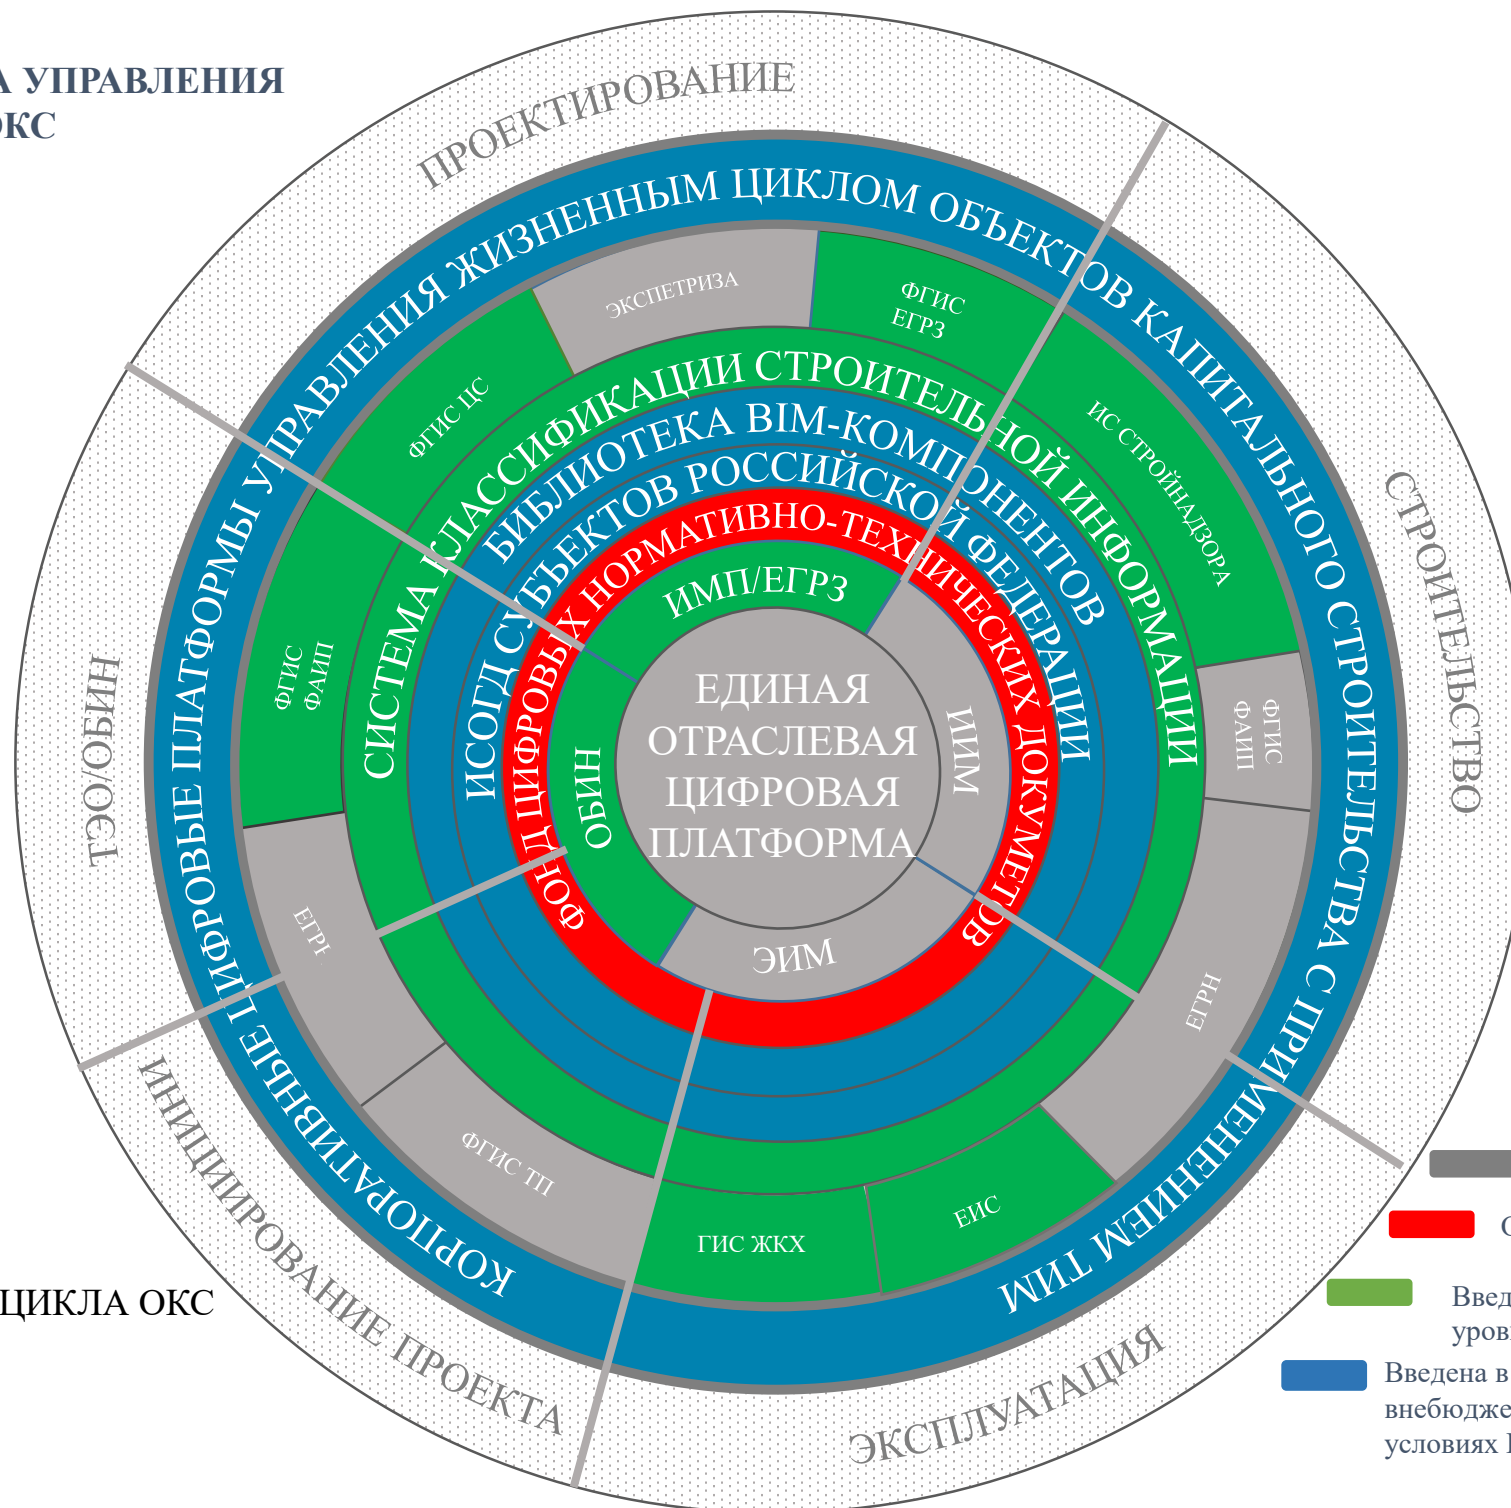 А УПРАВЛЕНИЯ
ОКС
ПРОЕКТИРОВАНИЕ
СТРОИТЕЛЬСТВО
ЭКСПЛУАТАЦИЯ
ИНИЦИИРОВАНИЕ ПРОЕКТА
ТЭО/ОБИН
КОРПОРАТИВНЫЕ ЦИФРОВЫЕ ПЛАТФОРМЫ УПРАВЛЕНИЯ ЖИЗНЕННЫМ ЦИКЛОМ ОБЪЕКТОВ КАПИТАЛЬНОГО СТРОИТЕЛЬСТВА С ПРИМЕНЕНИЕМ ТИМ
ЭКСПЕТРИЗА
ФГИС
ЕГРЗ
ИС СТРОЙНАДЗОРА
ФГИС
ФАИП
ЕГРН
ЕИС
ГИС ЖКХ
ФГИС ТП
ЕГРН
ФГИС
ФАИП
ФГИС ЦС
СИСТЕМА КЛАССИФИКАЦИИ СТРОИТЕЛЬНОЙ ИНФОРМАЦИИ
БИБЛИОТЕКА BIM-КОМПОНЕНТОВ
ИСОГД СУБЪЕКТОВ РОССИЙСКОЙ ФЕДЕРАЦИИ
ФОНД ЦИФРОВЫХ НОРМАТИВНО-ТЕХНИЧЕСКИХ ДОКУМЕТОВ
ИМП/ЕГРЗ
ИИМ
ЭИМ
ОБИН
ЕДИНАЯ
ОТРАСЛЕВАЯ
ЦИФРОВАЯ
ПЛАТФОРМА
ЦИКЛА ОКС
Введ
уров
Введена в
внебюдже
условиях